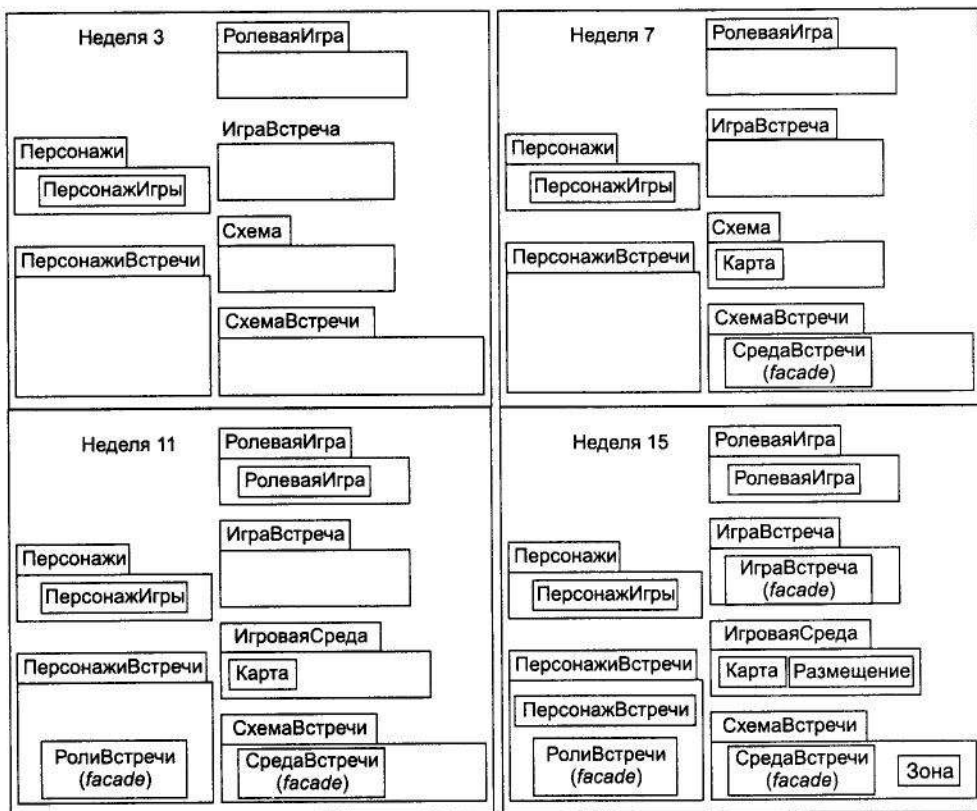 Неделя 3
РолеваяИгра
ИграВстреча
Персонажи
ПерсонажИгры
Схема
ПерсонажиВстречи
СхемаВстречи
Неделя 7
РолеваяИгра
ИграВстреча
Персонажи
ПерсонажИгры
Схема
Карта
ПерсонажиВстречи
СхемаВстречи
СредаВстречи
(facade)
Неделя 11
РолеваяИгра
РолеваяИгра
ИграВстреча
Персонажи
ПерсонажИгры
ИгроваяСреда
Карта
ПерсонажиВстречи
РолиВстречи
(facade)
СхемаВстречи
СредаВстречи
(facade)
Неделя 15
РолеваяИгра
РолеваяИгра
ИграВстреча
ИграВстреча
(facade)
Персонажи
ПерсонажИгры
ИгроваяСреда
Карта
Размещение
ПерсонажиВстречи
ПерсонажВстречи
РолиВстречи
(facade)
СхемаВстречи
СредаВстречи
(facade)
Зона